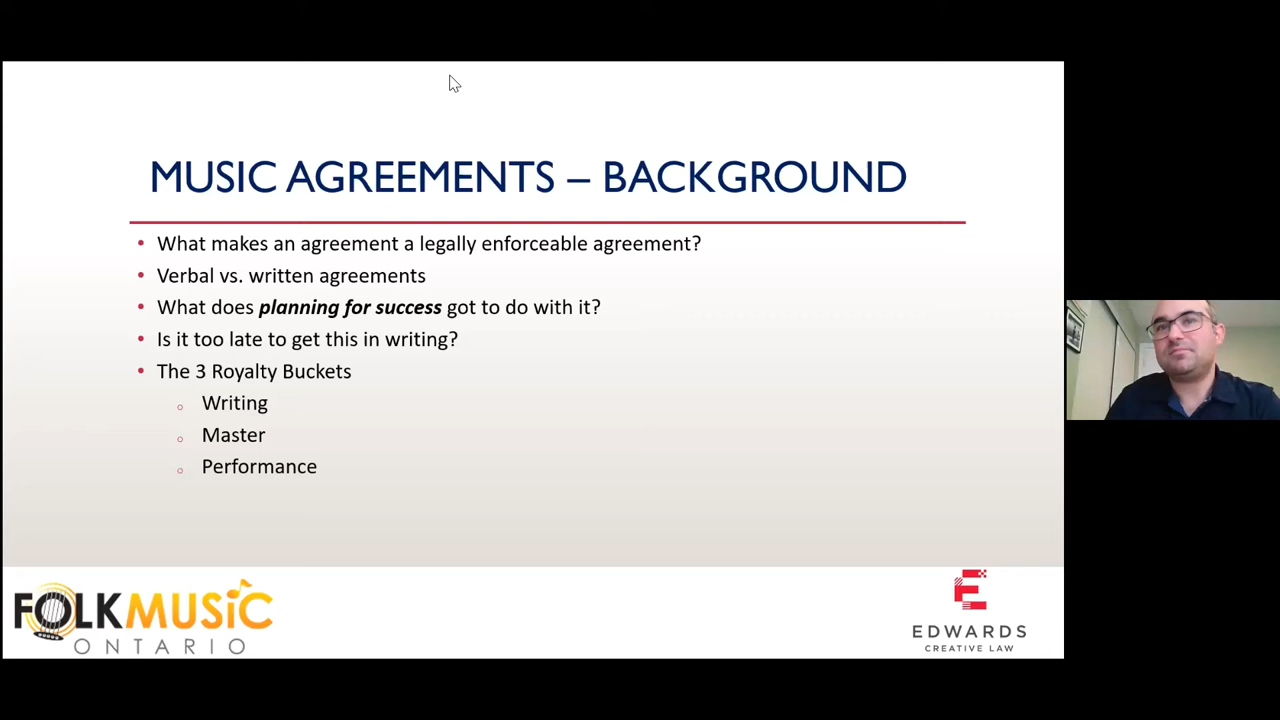 MUSIC AGREEMENTS – BACKGROUND
• What makes an agreement a legally enforceable agreement?
• Verbal vs. written agreements
• What does planning for success got to do with it?
• Is it too late to get this in writing?
• The 3 Royalty Buckets
o Writing
o Master
o Performance
FOLKMUSIC
ONTARIO
E
EDWARDS
CREATIVE LAW